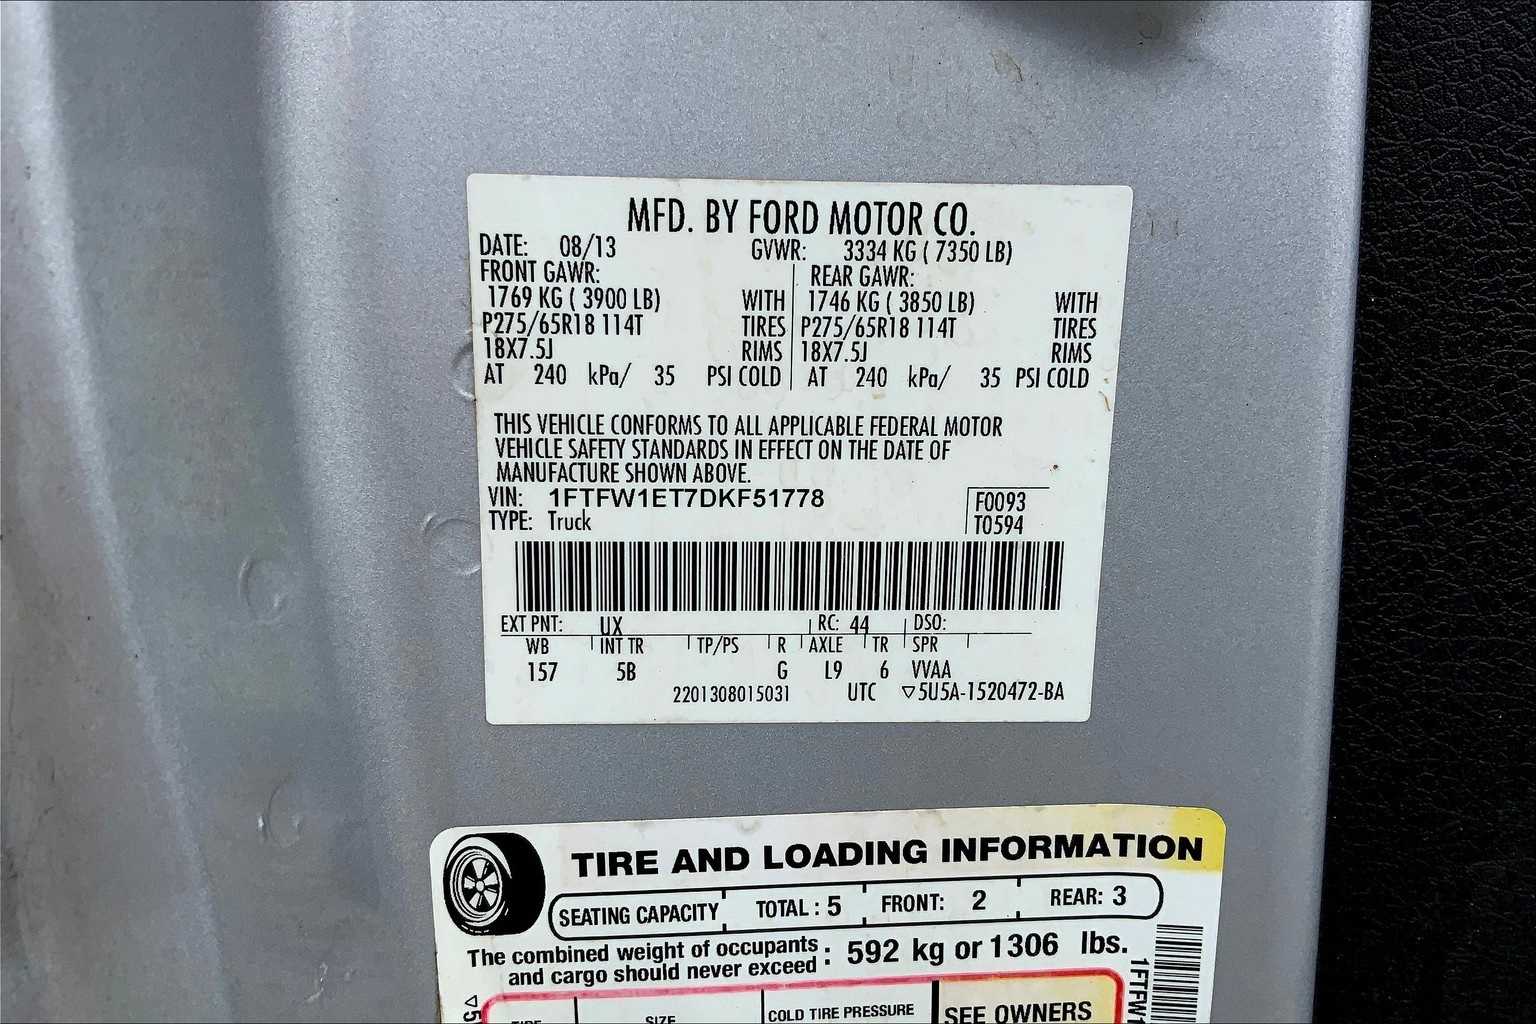 MFD. BY FORD MOTOR CO.
DATE: 08/13 GVWR: 3334 KG ( 7350 LB)
FRONT GAWR: REAR GAWR:
1769 KG ( 3900 LB) WITH 1746 KG ( 3850 LB) WITH
P275/65R18 114T TIRES P275/65R18 114T TIRES
18X7.5J RIMS 18X7.5J RIMS
AT 240 kPa/ 35 PSI COLD AT 240 kPa/ 35 PSI COLD
THIS VEHICLE CONFORMS TO ALL APPLICABLE FEDERAL MOTOR
VEHICLE SAFETY STANDARDS IN EFFECT ON THE DATE OF
MANUFACTURE SHOWN ABOVE.
VIN: 1FTFW1ET7DKF51778 F0093
TYPE: Truck T0594
EXT PNT: UX RC: 44 DSO:
WB INT TR TP/PS R AXLE TR SPR
157 5B G L9 6 VVAA
2201308015031 UTC ▽5U5A-1520472-BA
TIRE AND LOADING INFORMATION
SEATING CAPACITY TOTAL : 5 FRONT: 2 REAR: 3
The combined weight of occupants
and cargo should never exceed : 592 kg or 1306 lbs.
1FTFW1
▽5
TIRE SIZE COLD TIRE PRESSURE SEE OWNERS